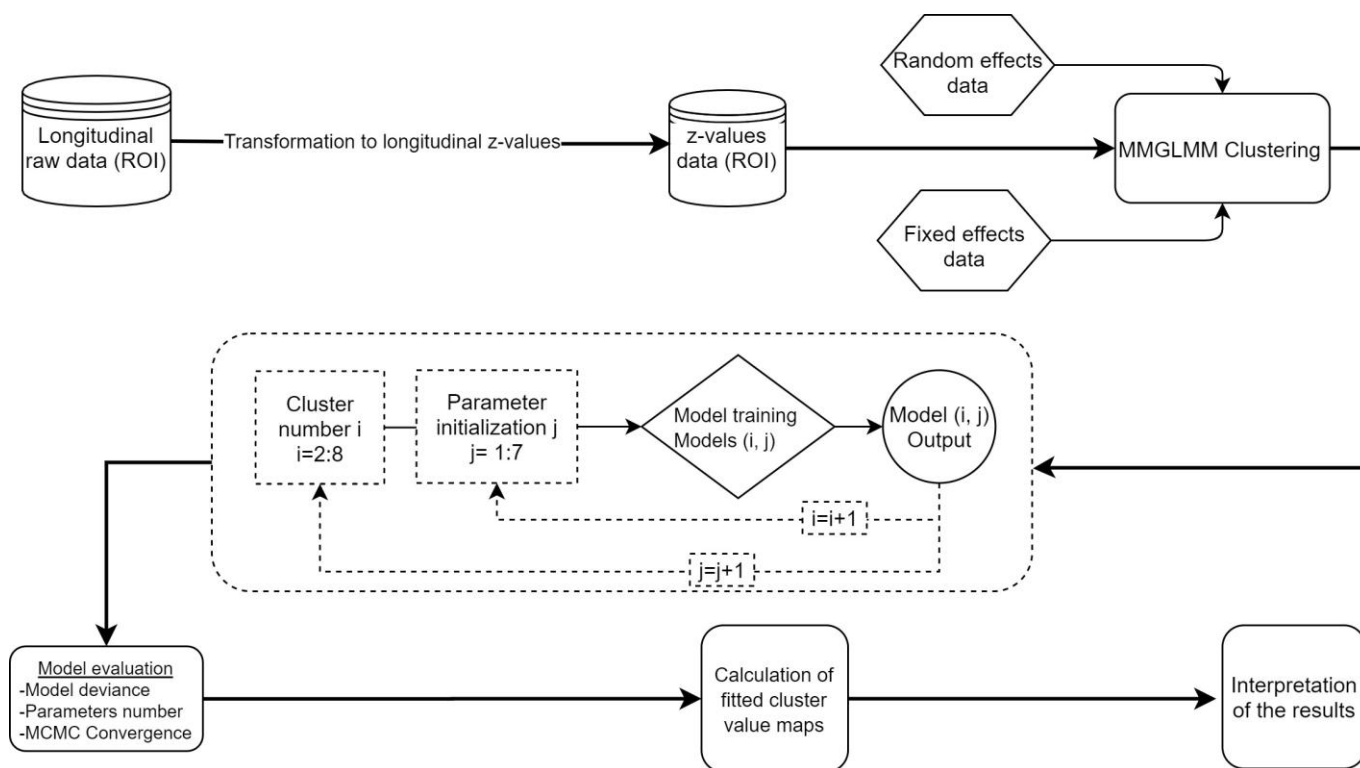 Longitudinal
raw data (ROI)
Transformation to longitudinal z-values
z-values
data (ROI)
Random effects
data
MMGLMM Clustering
Fixed effects
data
Cluster
number i
i=2:8
Parameter
initialization j
j= 1:7
Model training
Models (i, j)
Model (i, j)
Output
i=i+1
j=j+1
Model evaluation
-Model deviance
-Parameters number
-MCMC Convergence
Calculation of
fitted cluster
value maps
Interpretation
of the results